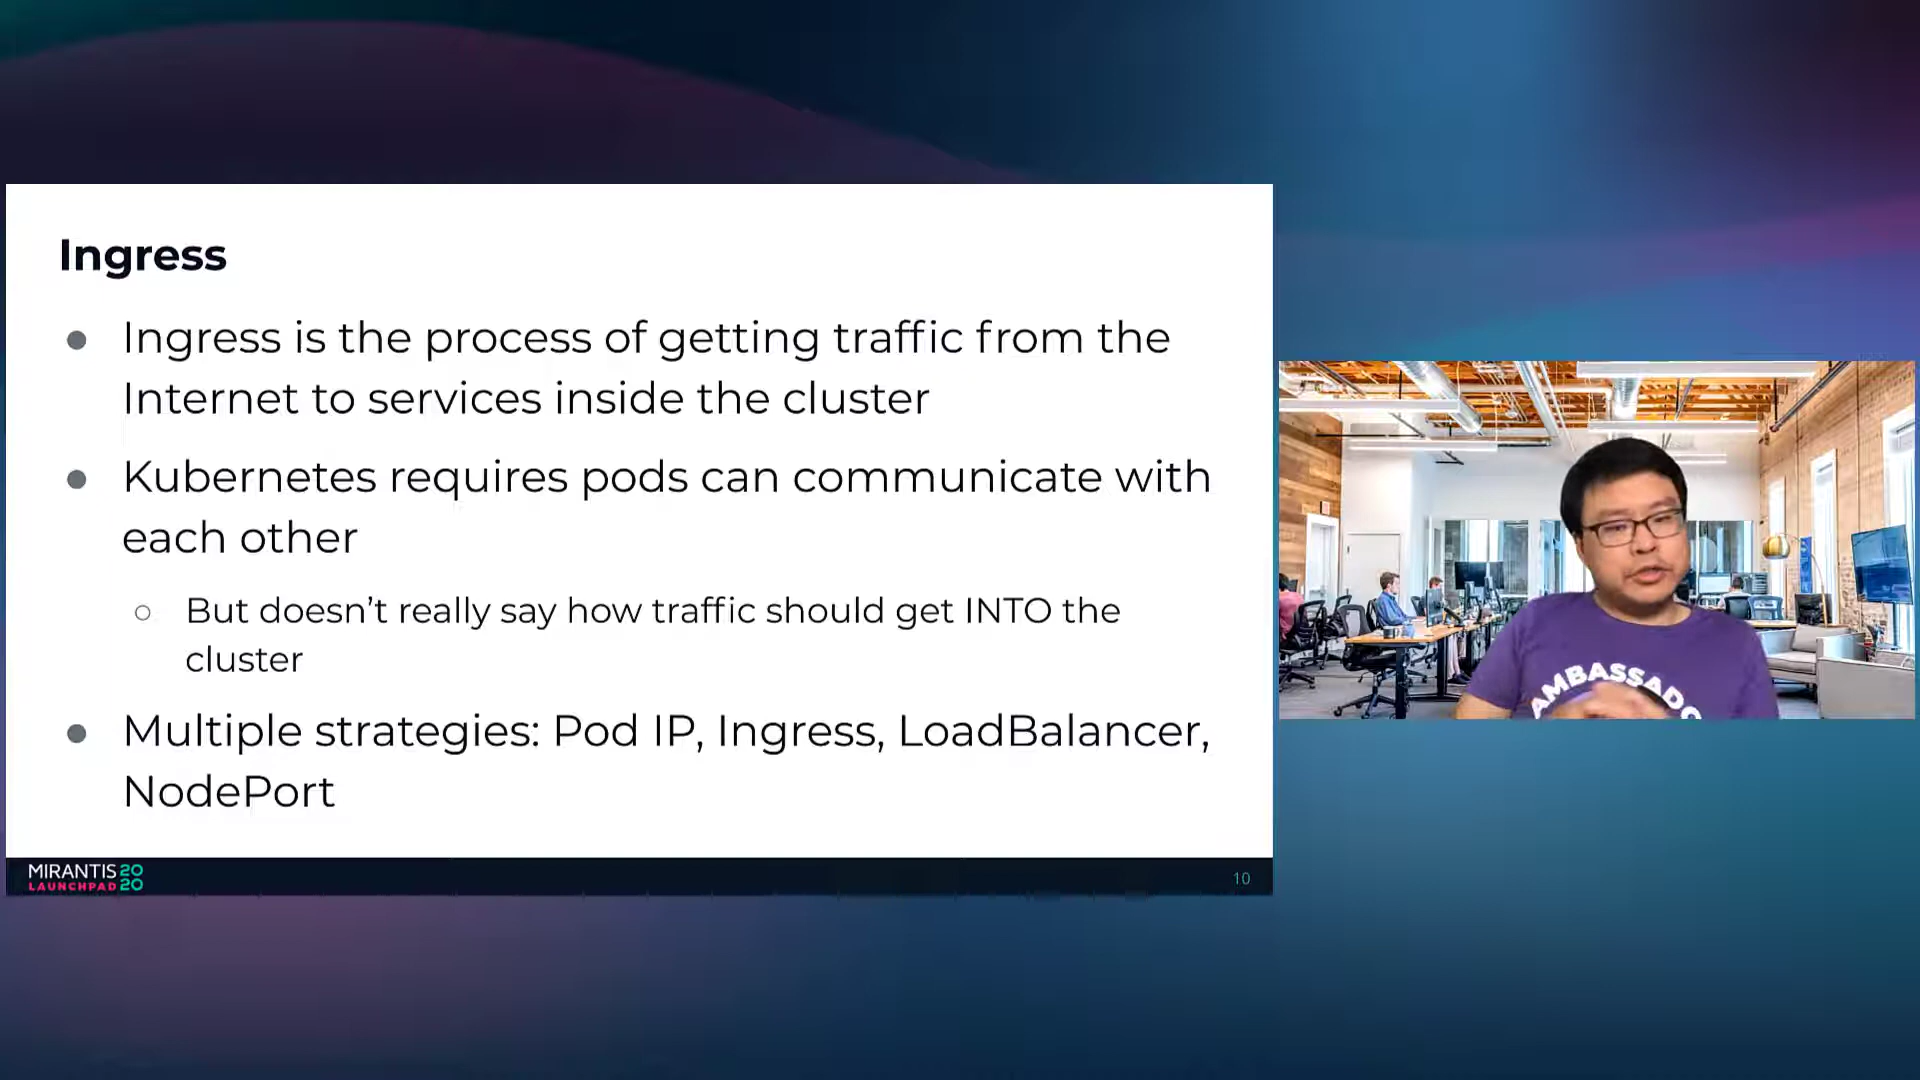 Ingress
● Ingress is the process of getting traffic from the
Internet to services inside the cluster
● Kubernetes requires pods can communicate with
each other
○ But doesn’t really say how traffic should get INTO the
cluster
● Multiple strategies: Pod IP, Ingress, LoadBalancer,
NodePort
MIRANTIS 20
LAUNCHPAD 20
10
AMBASSADO